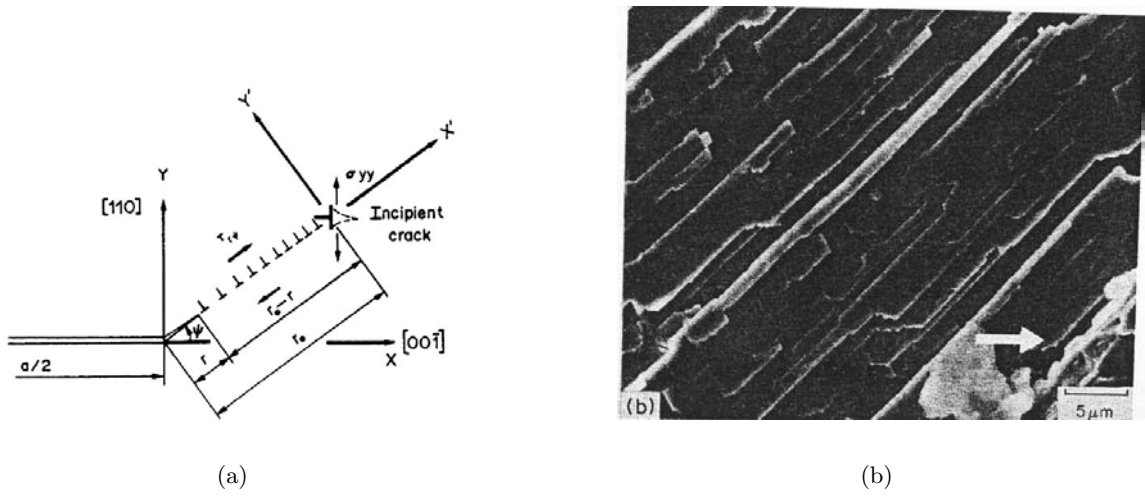 Y'
X'
Y
σyy
[110]
Incipient
crack
τrψ
ψ
r₀-r
r₀
r
a/2
X
[001̄]
(b)
5μm
(a)
(b)